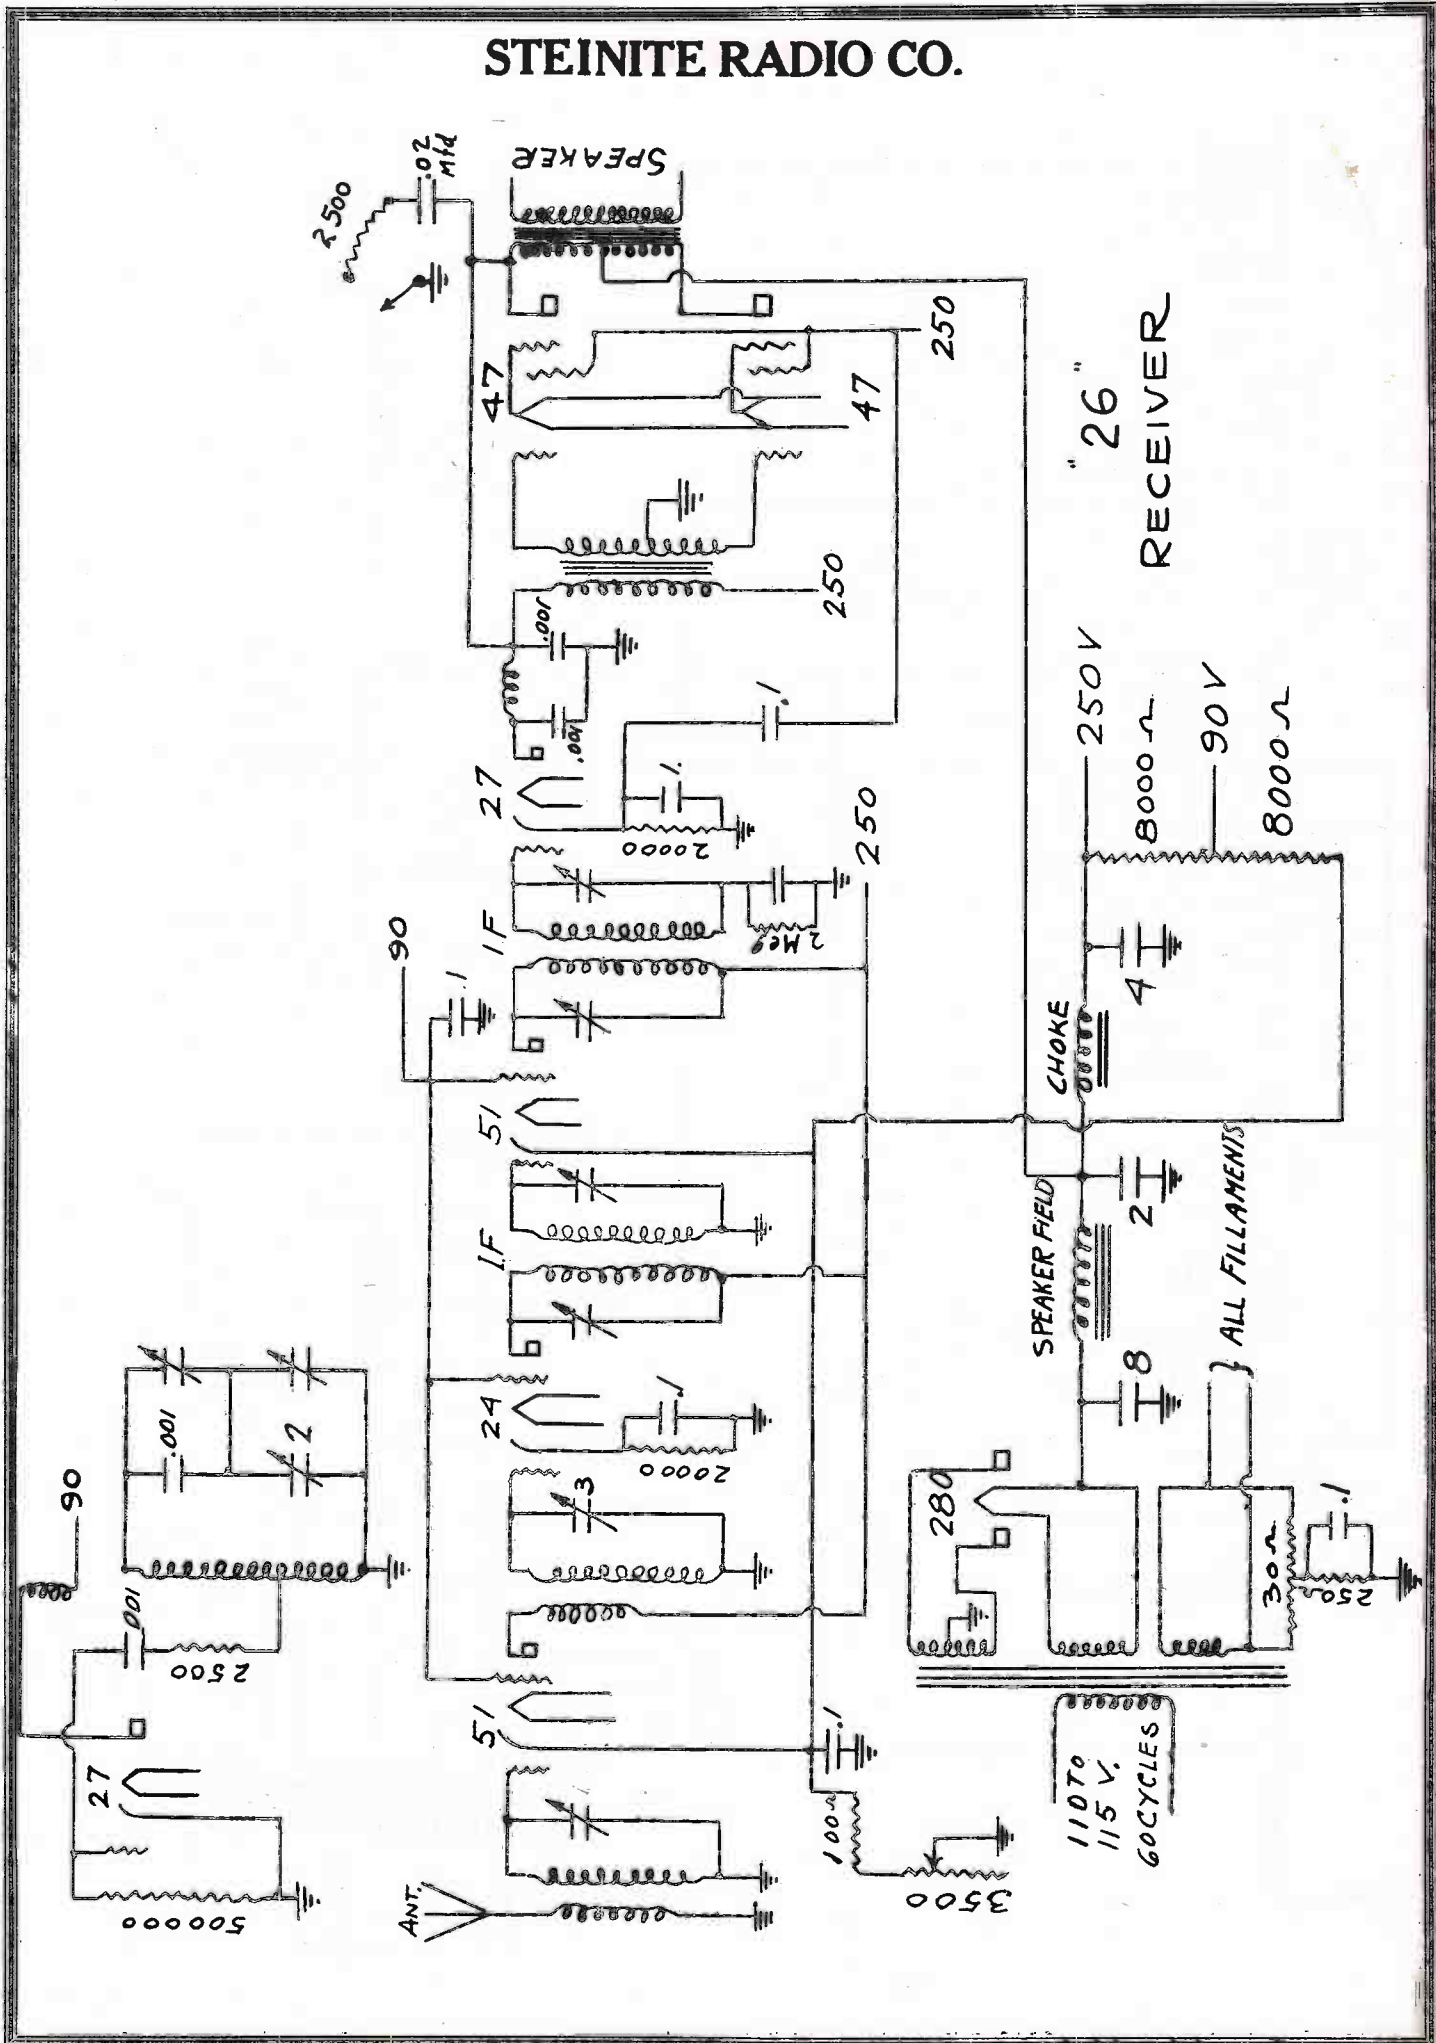 STEINITE RADIO CO.
2500
.02
Mfd
SPEAKER
47
47
250
"26"
RECEIVER
250
.001
.001
27
.1
.1
20000
250
90
I.F
2 Meg
.1
51
I.F
24
.1
20000
3
51
ANT.
.1
100Ω
3500
.001
.2
90
.001
2500
27
50000
250V
8000Ω
90V
8000Ω
CHOKE
4
SPEAKER FIELD
2
ALL FILLAMENTS
8
280
30Ω
.1
250
110 TO
115 V.
60 CYCLES